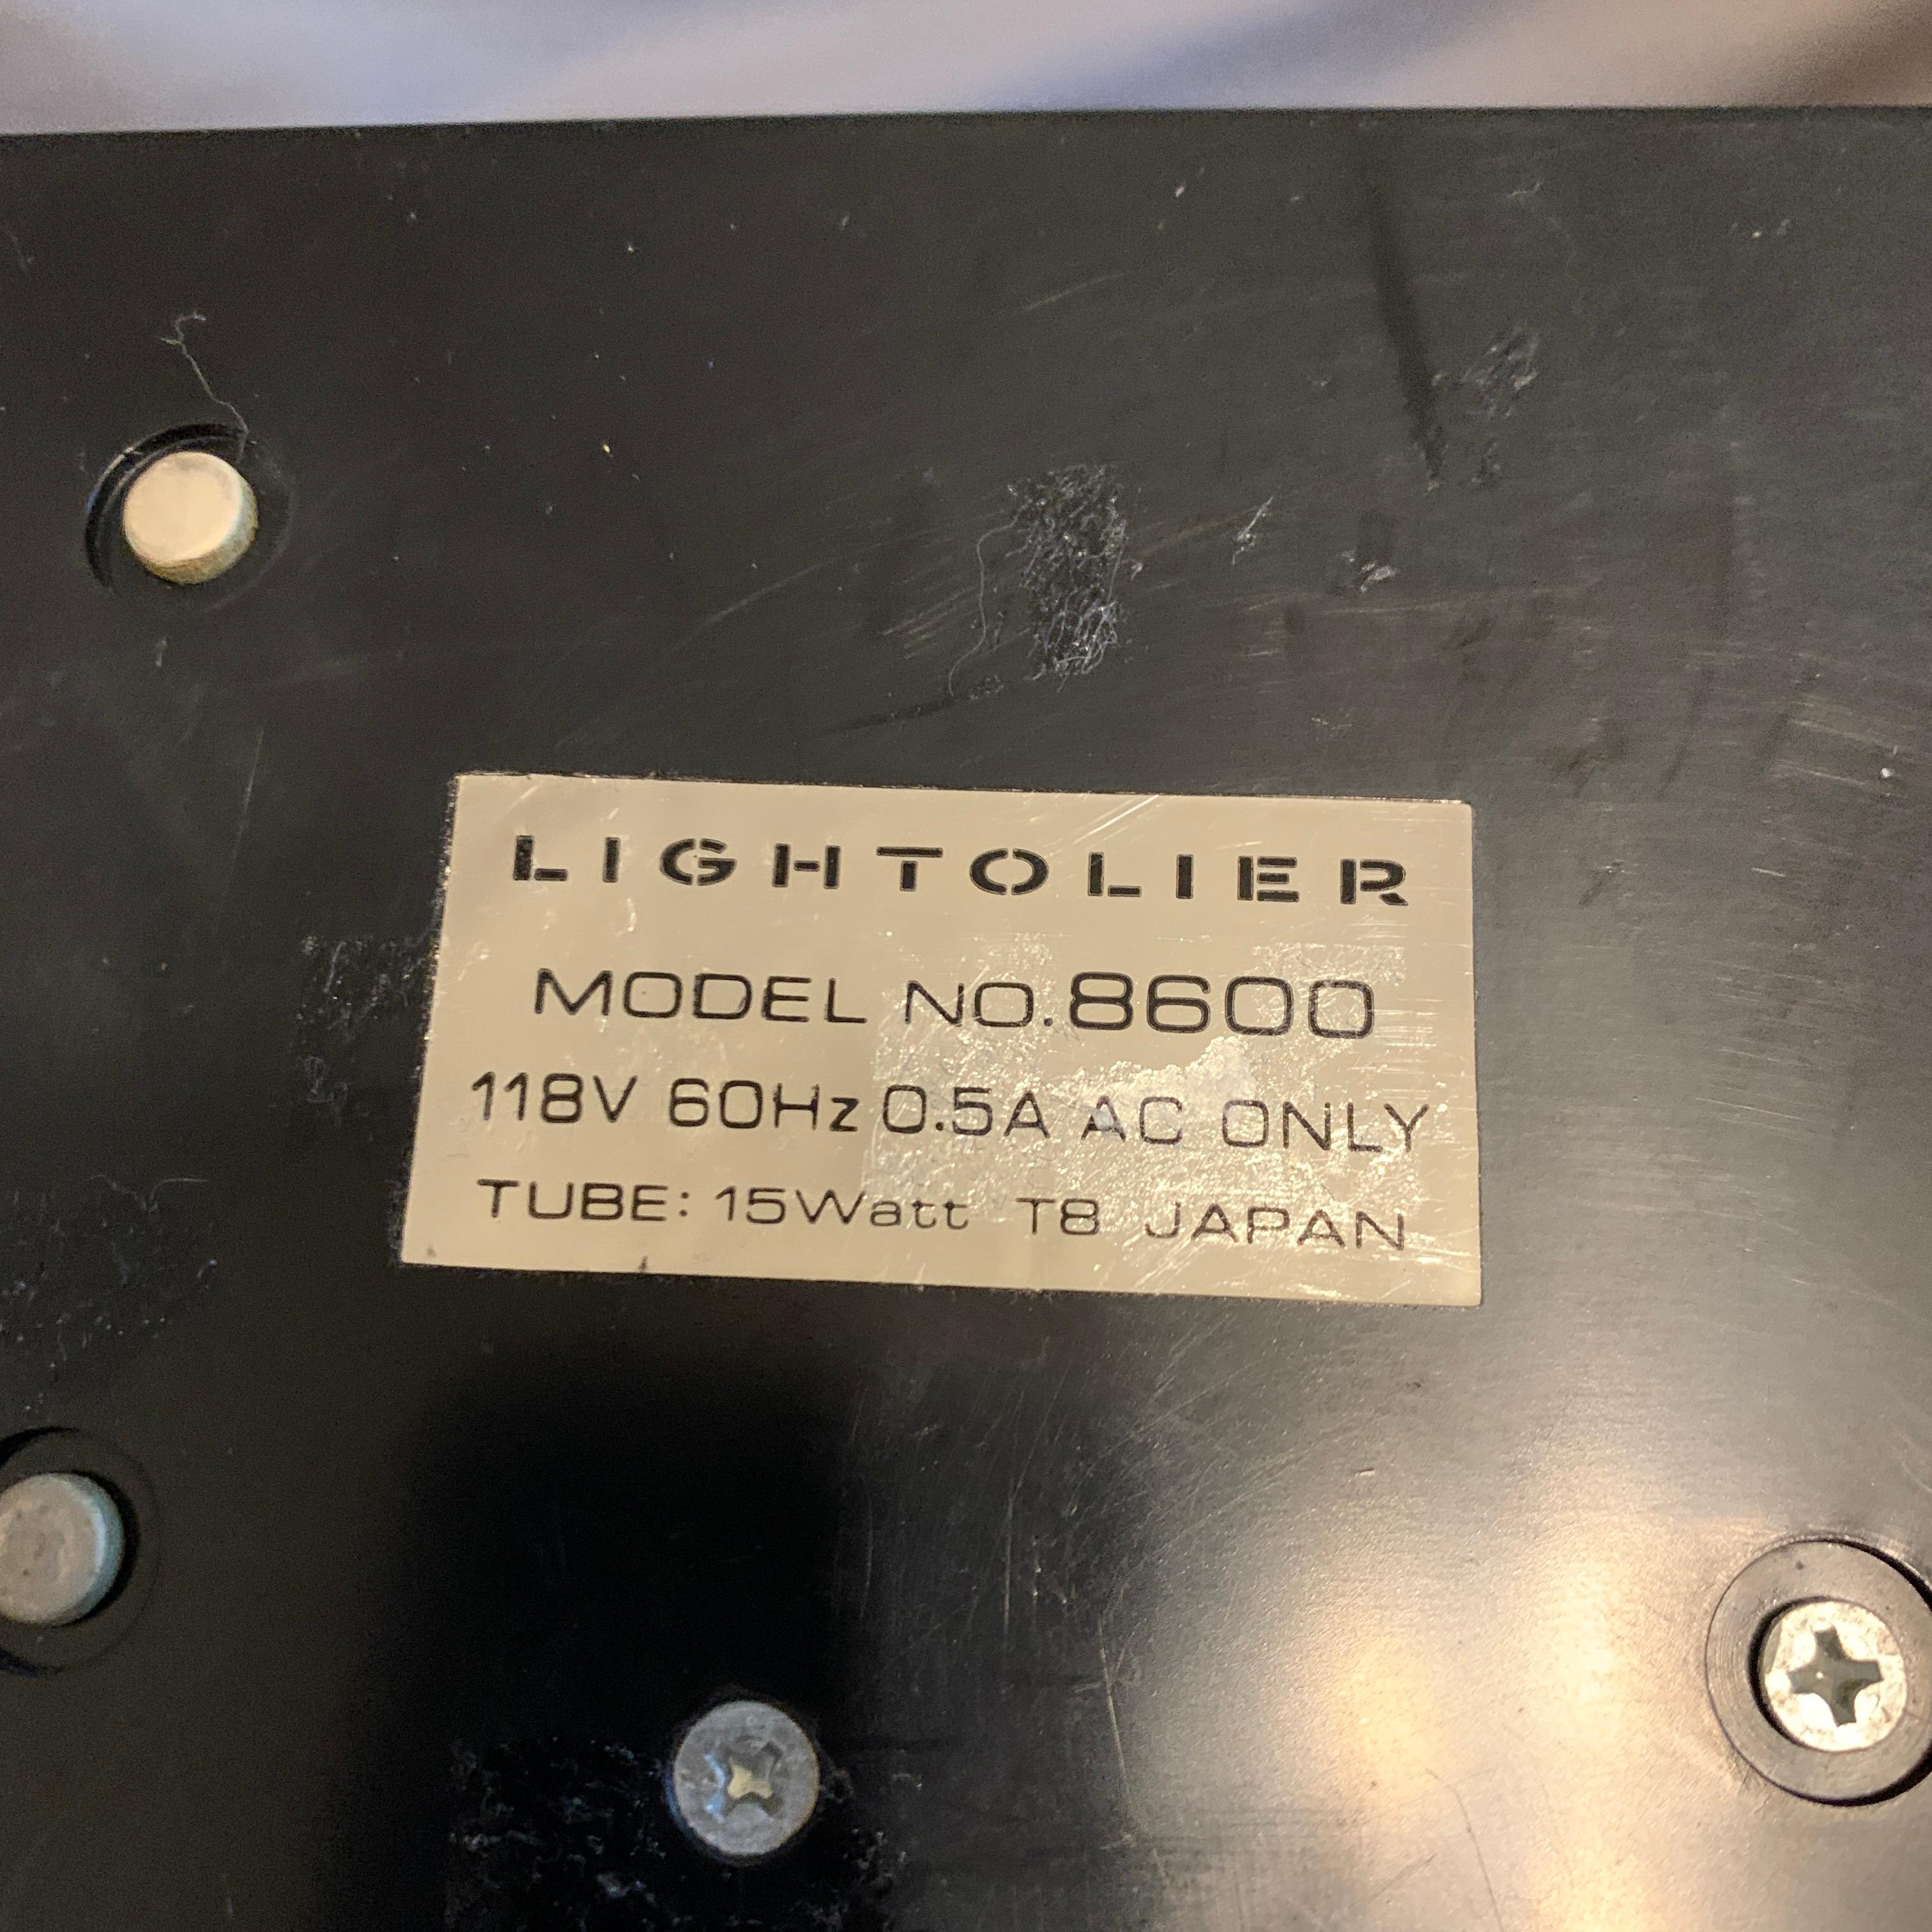 LIGHTOLIER
MODEL NO. 8600
118V 60Hz 0.5A AC ONLY
TUBE: 15Watt T8 JAPAN